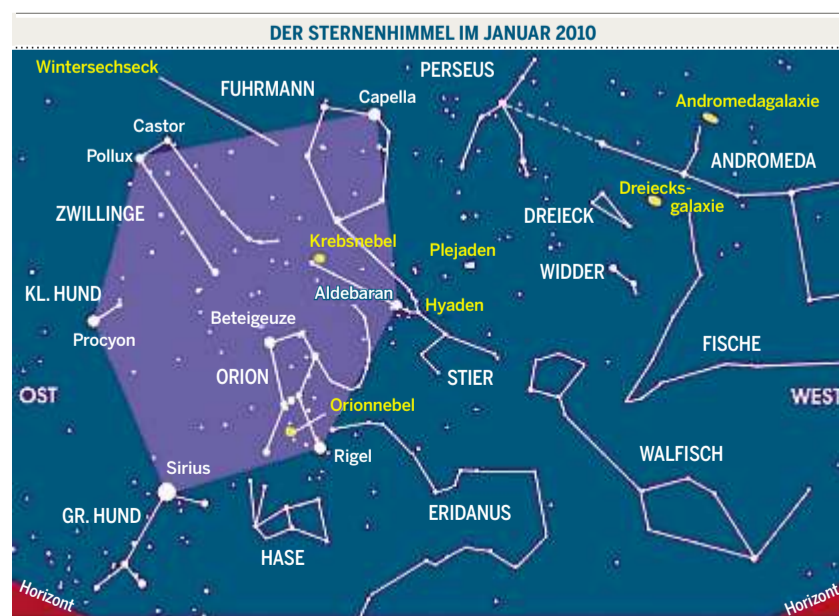 DER STERNENHIMMEL IM JANUAR 2010
Wintersechseck
FUHRMANN
Capella
PERSEUS
Andromedagalaxie
Castor
Pollux
ANDROMEDA
ZWILLINGE
DREIECK
Dreiecks-
galaxie
Krebsnebel
Plejaden
WIDDER
KL. HUND
Aldebaran
Hyaden
Procyon
Beteigeuze
FISCHE
ORION
STIER
OST
WEST
Orionnebel
Rigel
WALFISCH
Sirius
GR. HUND
ERIDANUS
HASE
Horizont
Horizont